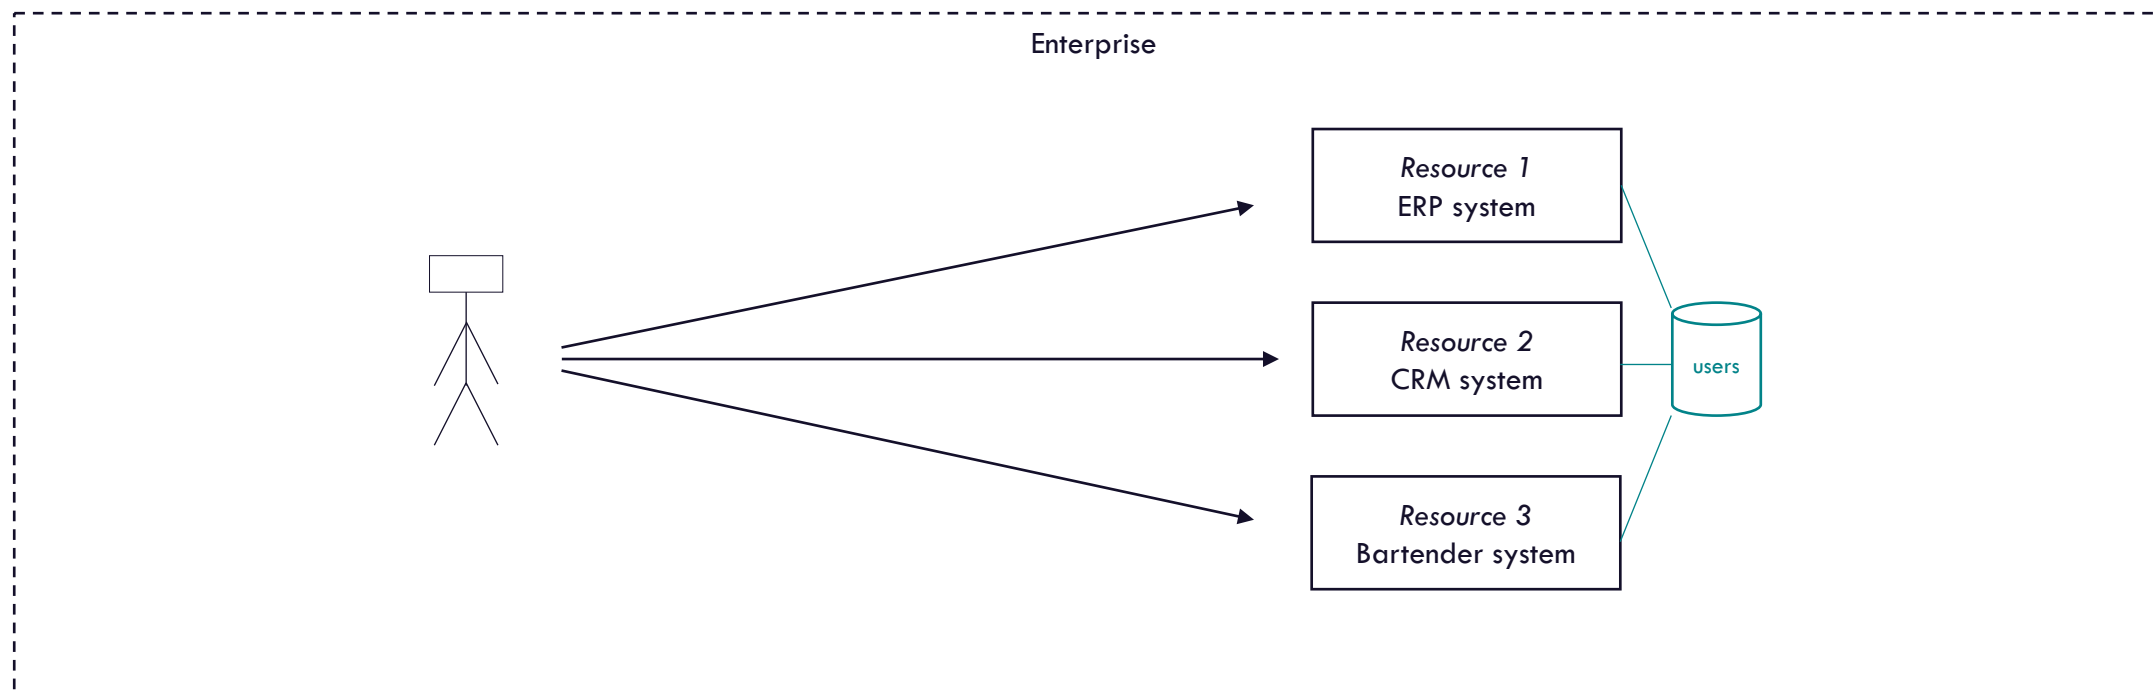 Enterprise
Resource 1
ERP system
Resource 2
CRM system
users
Resource 3
Bartender system